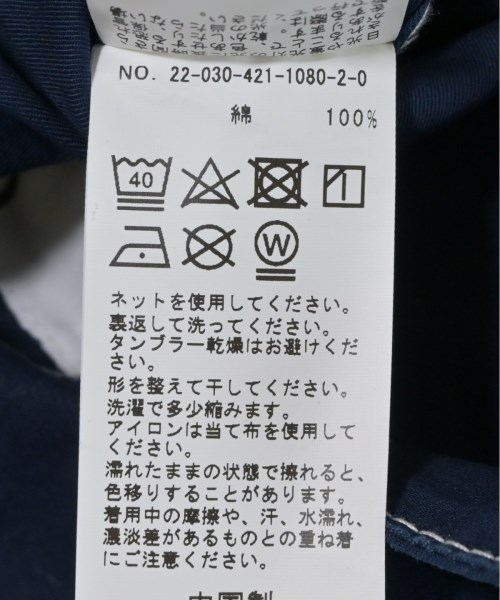 NO. 22-030-421-1080-2-0
綿 100%
40
W
ネットを使用してください。
裏返して洗ってください。
タンブラー乾燥はお避けくだ
さい。
形を整えて干してください。
洗濯で多少縮みます。
アイロンは当て布を使用して
ください。
濡れたままの状態で擦れると、
色移りすることがあります。
着用中の摩擦や、汗、水濡れ、
濃淡差があるものとの重ね着
にご注意ください。
中国製